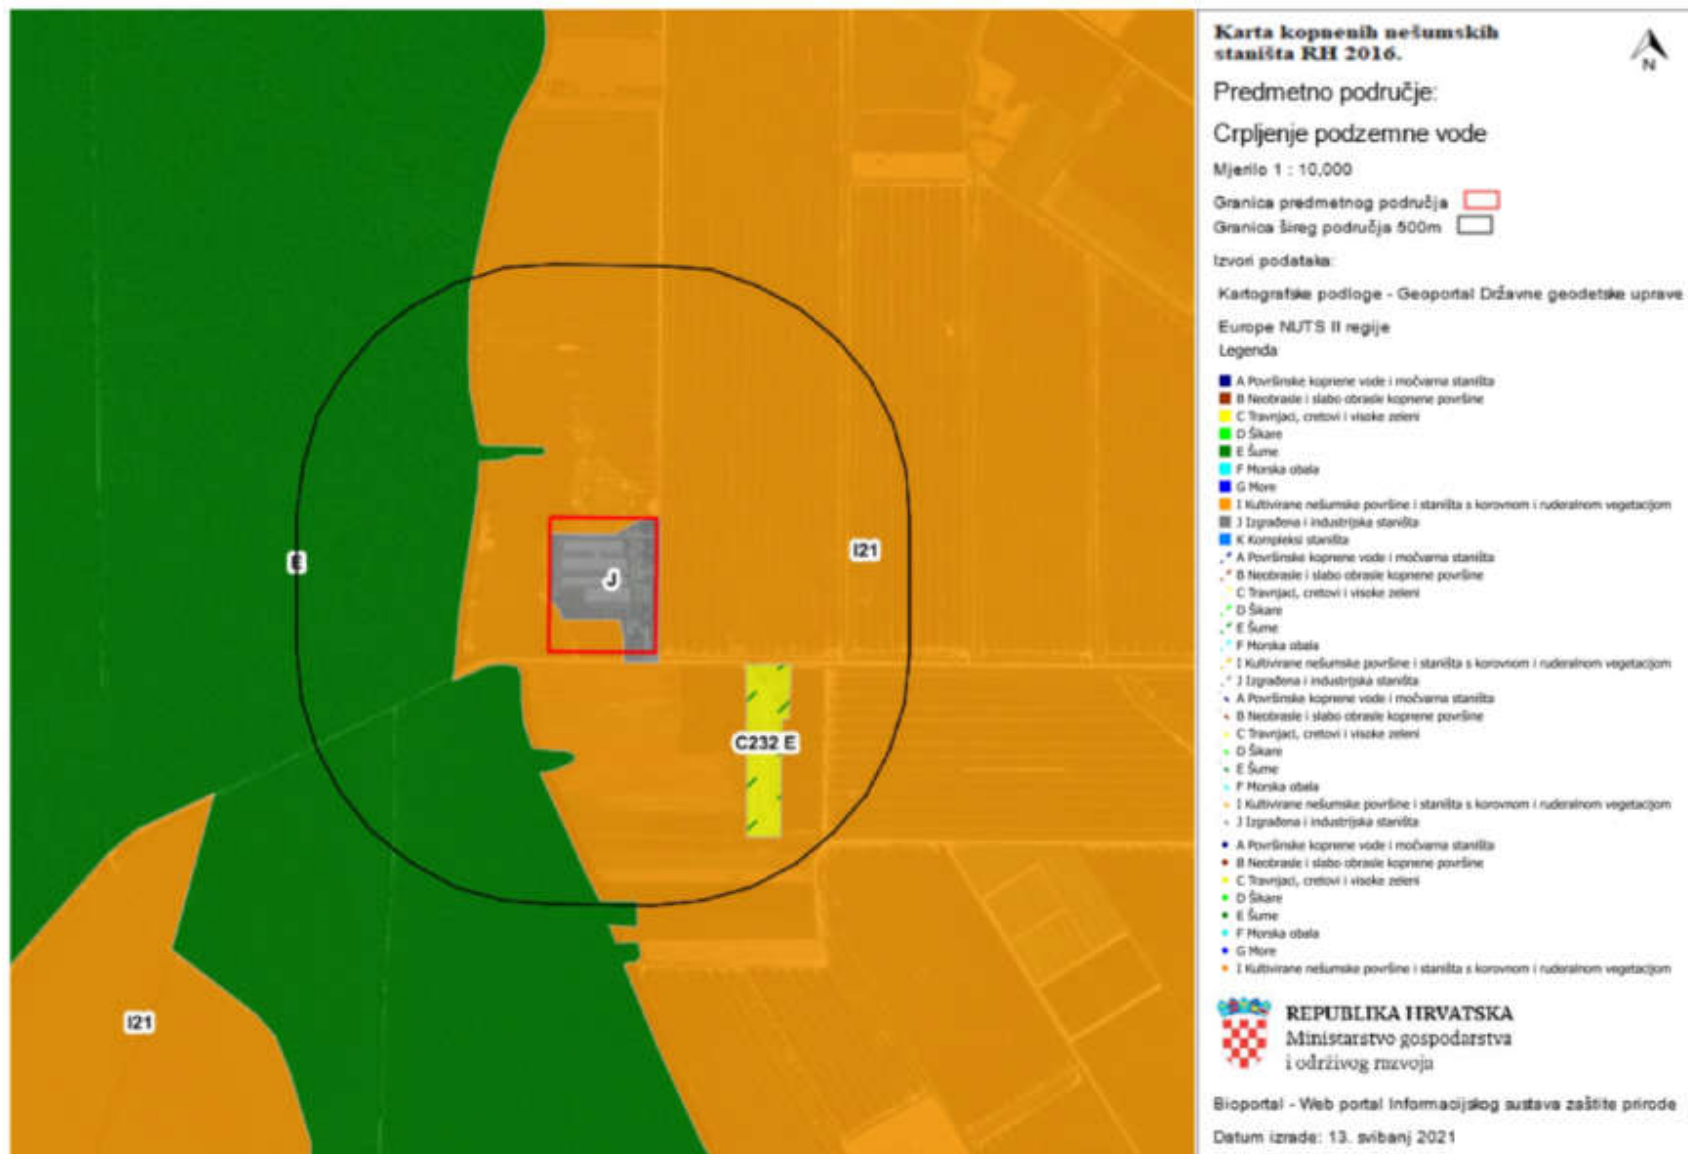 Karta kopnenih nešumskih
staništa RH 2016.
N
Predmetno područje:
Crpljenje podzemne vode
Mjerilo 1 : 10,000
Granica predmetnog područja
Granica šireg područja 500m
Izvori podataka:
Kartografske podloge - Geoportal Državne geodetske uprave
Europe NUTS II regije
Legenda
A Površinske kopnene vode i močvarna staništa
B Neobrasle i slabo obrasle kopnene površine
C Travnjaci, cretovi i visoke zeleni
D Šikare
E Šume
F Morska obala
G More
I Kultivirane nešumske površine i staništa s korovnom i ruderalnom vegetacijom
J Izgrađena i industrijska staništa
K Kompleksi staništa
A Površinske kopnene vode i močvarna staništa
B Neobrasle i slabo obrasle kopnene površine
C Travnjaci, cretovi i visoke zeleni
D Šikare
E Šume
F Morska obala
I Kultivirane nešumske površine i staništa s korovnom i ruderalnom vegetacijom
J Izgrađena i industrijska staništa
A Površinske kopnene vode i močvarna staništa
B Neobrasle i slabo obrasle kopnene površine
C Travnjaci, cretovi i visoke zeleni
D Šikare
E Šume
F Morska obala
I Kultivirane nešumske površine i staništa s korovnom i ruderalnom vegetacijom
J Izgrađena i industrijska staništa
A Površinske kopnene vode i močvarna staništa
B Neobrasle i slabo obrasle kopnene površine
C Travnjaci, cretovi i visoke zeleni
D Šikare
E Šume
F Morska obala
G More
I Kultivirane nešumske površine i staništa s korovnom i ruderalnom vegetacijom
REPUBLIKA HRVATSKA
Ministarstvo gospodarstva
i održivog razvoja
Bioportal - Web portal Informacijskog sustava zaštite prirode
Datum izrade: 13. svibanj 2021
I21
E
J
C232 E
I21